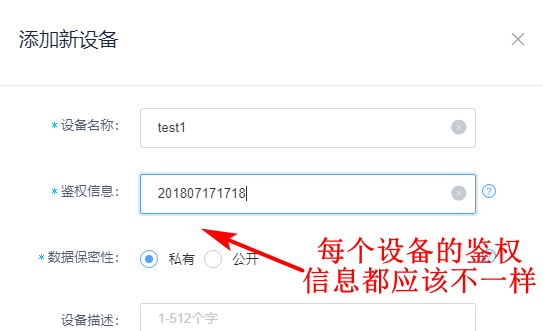 添加新设备
* 设备名称:
test1
* 鉴权信息:
201807171718
* 数据保密性:
私有
公开
每个设备的鉴权
信息都应该不一样
设备描述:
1-512个字